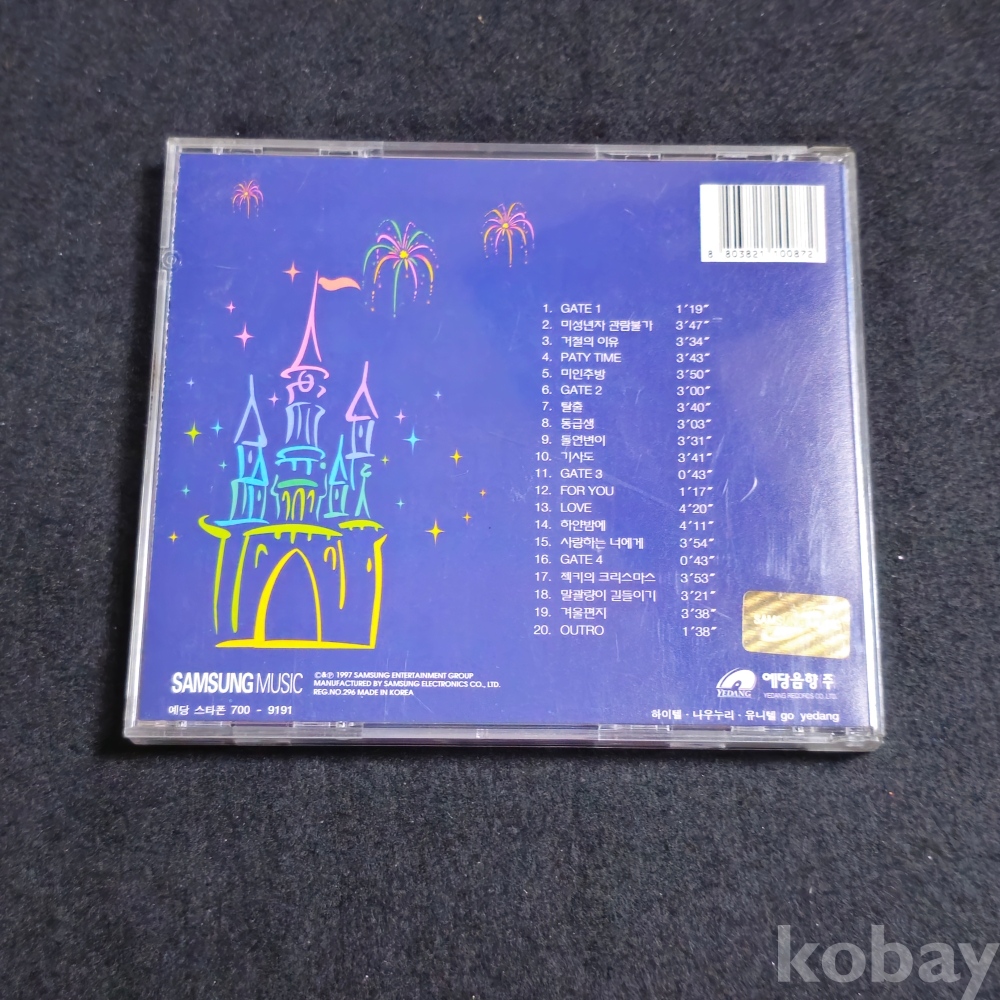 8 803821 100872
1. GATE 1 1'19"
2. 미성년자 관람불가 3'47"
3. 거절의 이유 3'34"
4. PATY TIME 3'43"
5. 미인주방 3'50"
6. GATE 2 3'00"
7. 탈출 3'40"
8. 동급생 3'03"
9. 돌연변이 3'31"
10. 기사도 3'41"
11. GATE 3 0'43"
12. FOR YOU 1'17"
13. LOVE 4'20"
14. 하얀밤에 4'11"
15. 사랑하는 너에게 3'54"
16. GATE 4 0'43"
17. 젝키의 크리스마스 3'53"
18. 말괄량이 길들이기 3'21"
19. 겨울편지 3'38"
20. OUTRO 1'38"
SAMSUNG MUSIC
©&℗ 1997 SAMSUNG ENTERTAINMENT GROUP
MANUFACTURED BY SAMSUNG ELECTRONICS CO., LTD.
REG.NO.296 MADE IN KOREA
YEDANG
예당음향 주
YEDANG RECORDS CO., LTD.
예당 스타폰 700 - 9191
하이텔 · 나우누리 · 유니텔 go yedang
kobay